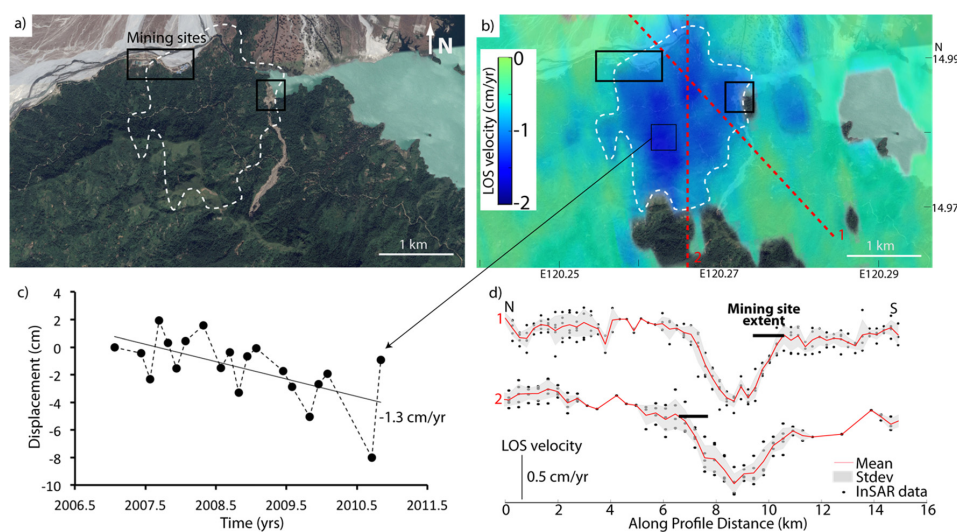 a)
Mining sites
N
1 km
b)
LOS velocity (cm/yr)
0
-1
-2
N
14.99
14.97
1
2
1 km
E120.25
E120.27
E120.29
c)
Displacement (cm)
4
2
0
-2
-4
-6
-8
-10
-1.3 cm/yr
2006.5
2007.5
2008.5
2009.5
2010.5
2011.5
Time (yrs)
d)
N
Mining site
extent
S
1
2
LOS velocity
0.5 cm/yr
Mean
Stdev
InSAR data
0
2
4
6
8
10
12
14
16
Along Profile Distance (km)